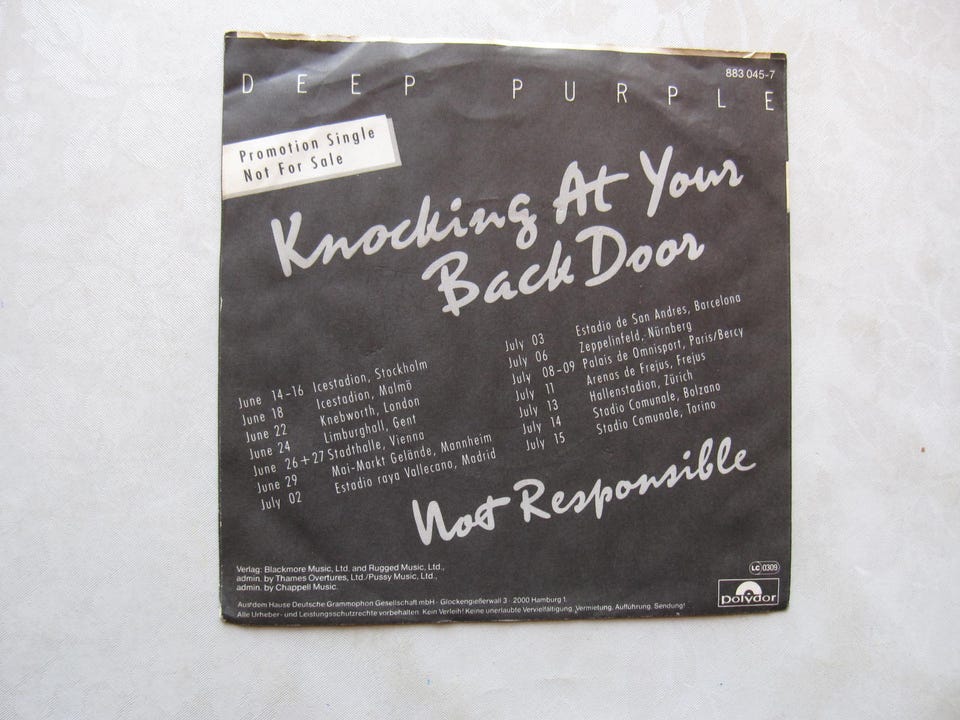 883 045-7
DEEP PURPLE
Promotion Single
Not For Sale
Knocking At Your
Back Door
June 14-16 Icestadion, Stockholm
June 18 Icestadion, Malmö
June 22 Knebworth, London
June 24 Limburghall, Gent
June 26+27 Stadthalle, Vienna
June 29 Mai-Markt Gelände, Mannheim
July 02 Estadio raya Vallecano, Madrid
July 03 Estadio de San Andres, Barcelona
July 06 Zeppelinfeld, Nürnberg
July 08-09 Palais de Omnisport, Paris/Bercy
July 11 Arenas de Frejus, Frejus
July 13 Hallenstadion, Zürich
July 14 Stadio Comunale, Bolzano
July 15 Stadio Comunale, Torino
Not Responsible
Verlag: Blackmore Music, Ltd. and Rugged Music, Ltd.,
admin. by Thames Overtures, Ltd./Pussy Music, Ltd.,
admin. by Chappell Music.
Aus dem Hause Deutsche Grammophon Gesellschaft mbH · Glockengießerwall 3 · 2000 Hamburg 1.
Alle Urheber- und Leistungsschutzrechte vorbehalten. Kein Verleih! Keine unerlaubte Vervielfältigung, Vermietung, Aufführung, Sendung!
LC 0309
polydor